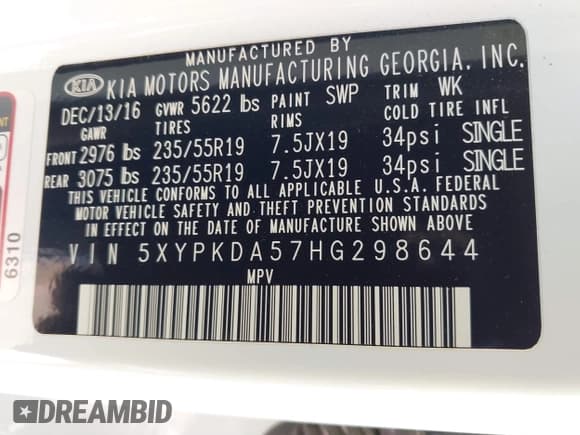 MANUFACTURED BY
KIA KIA MOTORS MANUFACTURING GEORGIA, INC.
DEC/13/16 GVWR 5622 lbs PAINT SWP TRIM WK
GAWR TIRES RIMS COLD TIRE INFL
FRONT 2976 lbs 235/55R19 7.5JX19 34psi SINGLE
REAR 3075 lbs 235/55R19 7.5JX19 34psi SINGLE
THIS VEHICLE CONFORMS TO ALL APPLICABLE U.S.A. FEDERAL
MOTOR VEHICLE SAFETY AND THEFT PREVENTION STANDARDS
IN EFFECT ON THE DATE OF MANUFACTURE SHOWN ABOVE.
VIN 5XYPKDA57HG298644
MPV
6310
DREAMBID